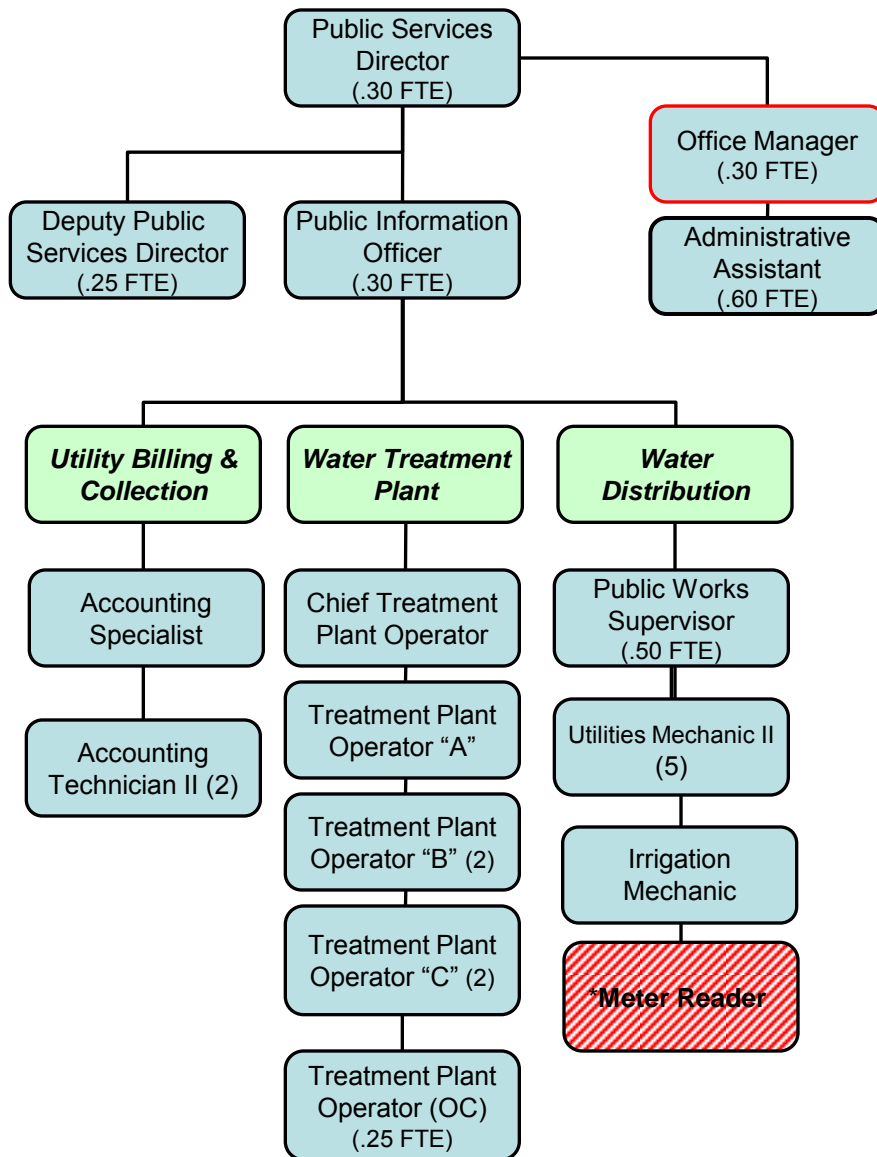 Public Services
Director
(.30 FTE)
Office Manager
(.30 FTE)
Deputy Public
Services Director
(.25 FTE)
Public Information
Officer
(.30 FTE)
Administrative
Assistant
(.60 FTE)
Utility Billing &
Collection
Water Treatment
Plant
Water
Distribution
Accounting
Specialist
Chief Treatment
Plant Operator
Public Works
Supervisor
(.50 FTE)
Accounting
Technician II (2)
Treatment Plant
Operator “A”
Utilities Mechanic II
(5)
Treatment Plant
Operator “B” (2)
Irrigation
Mechanic
Treatment Plant
Operator “C” (2)
*Meter Reader
Treatment Plant
Operator (OC)
(.25 FTE)